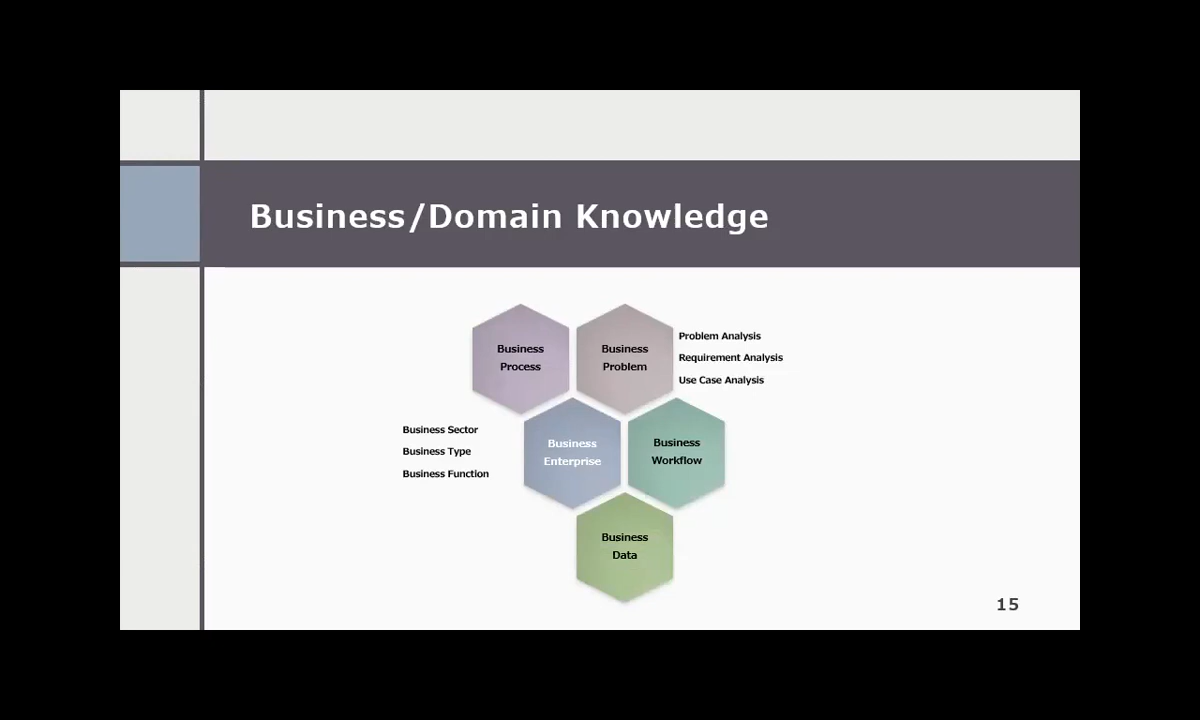 Business/Domain Knowledge
Business
Process
Business
Problem
Problem Analysis
Requirement Analysis
Use Case Analysis
Business Sector
Business Type
Business Function
Business
Enterprise
Business
Workflow
Business
Data
15